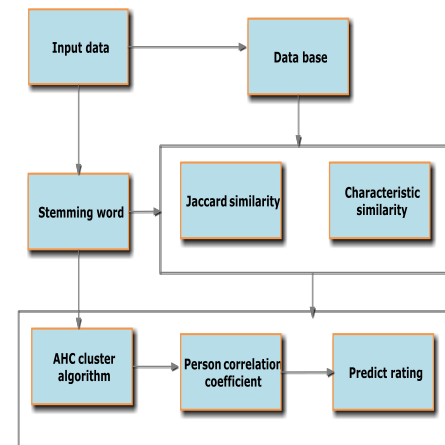 Input data
Data base
Stemming word
Jaccard similarity
Characteristic
similarity
AHC cluster
algorithm
Person correlation
coefficient
Predict rating